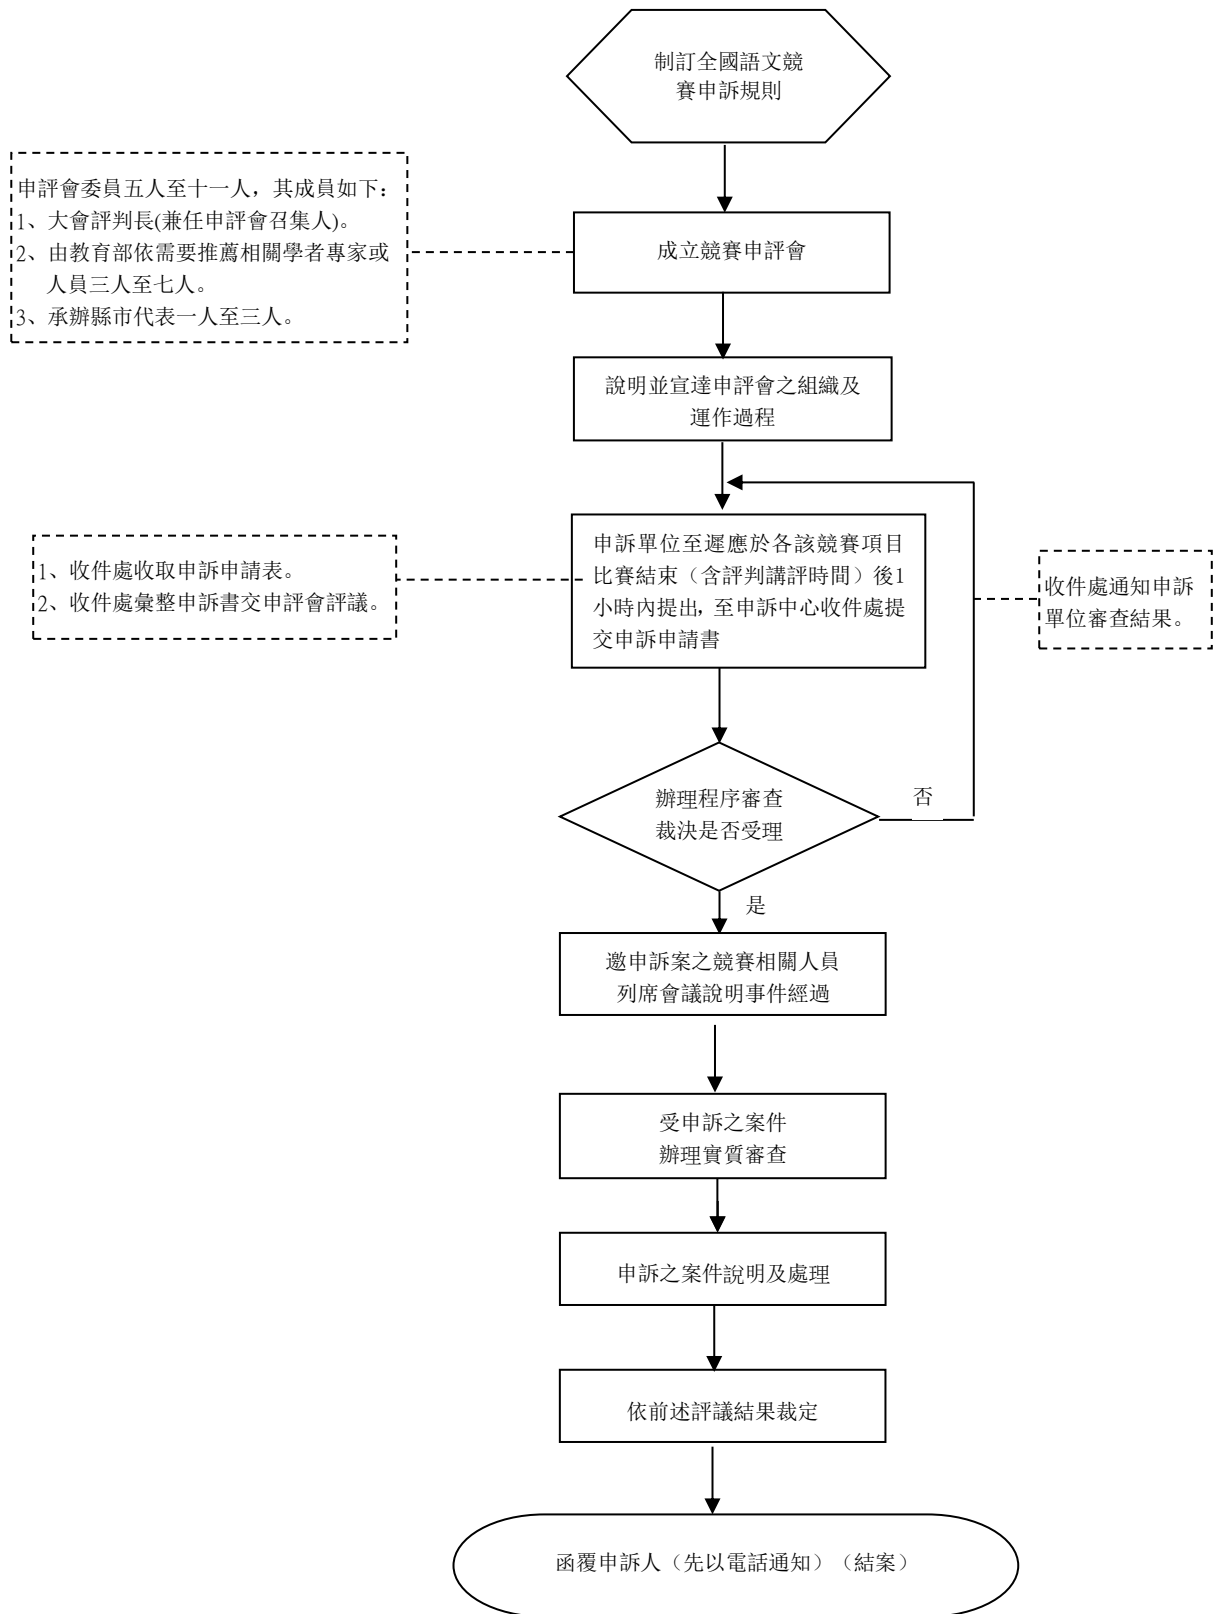 制訂全國語文競
賽申訴規則
申評會委員五人至十一人，其成員如下：
1、大會評判長(兼任申評會召集人)。
2、由教育部依需要推薦相關學者專家或
人員三人至七人。
3、承辦縣市代表一人至三人。
成立競賽申評會
說明並宣達申評會之組織及
運作過程
1、收件處收取申訴申請表。
2、收件處彙整申訴書交申評會評議。
申訴單位至遲應於各該競賽項目
比賽結束（含評判講評時間）後1
小時內提出，至申訴中心收件處提
交申訴申請書
收件處通知申訴
單位審查結果。
辦理程序審查
裁決是否受理
否
是
邀申訴案之競賽相關人員
列席會議說明事件經過
受申訴之案件
辦理實質審查
申訴之案件說明及處理
依前述評議結果裁定
函覆申訴人（先以電話通知）（結案）